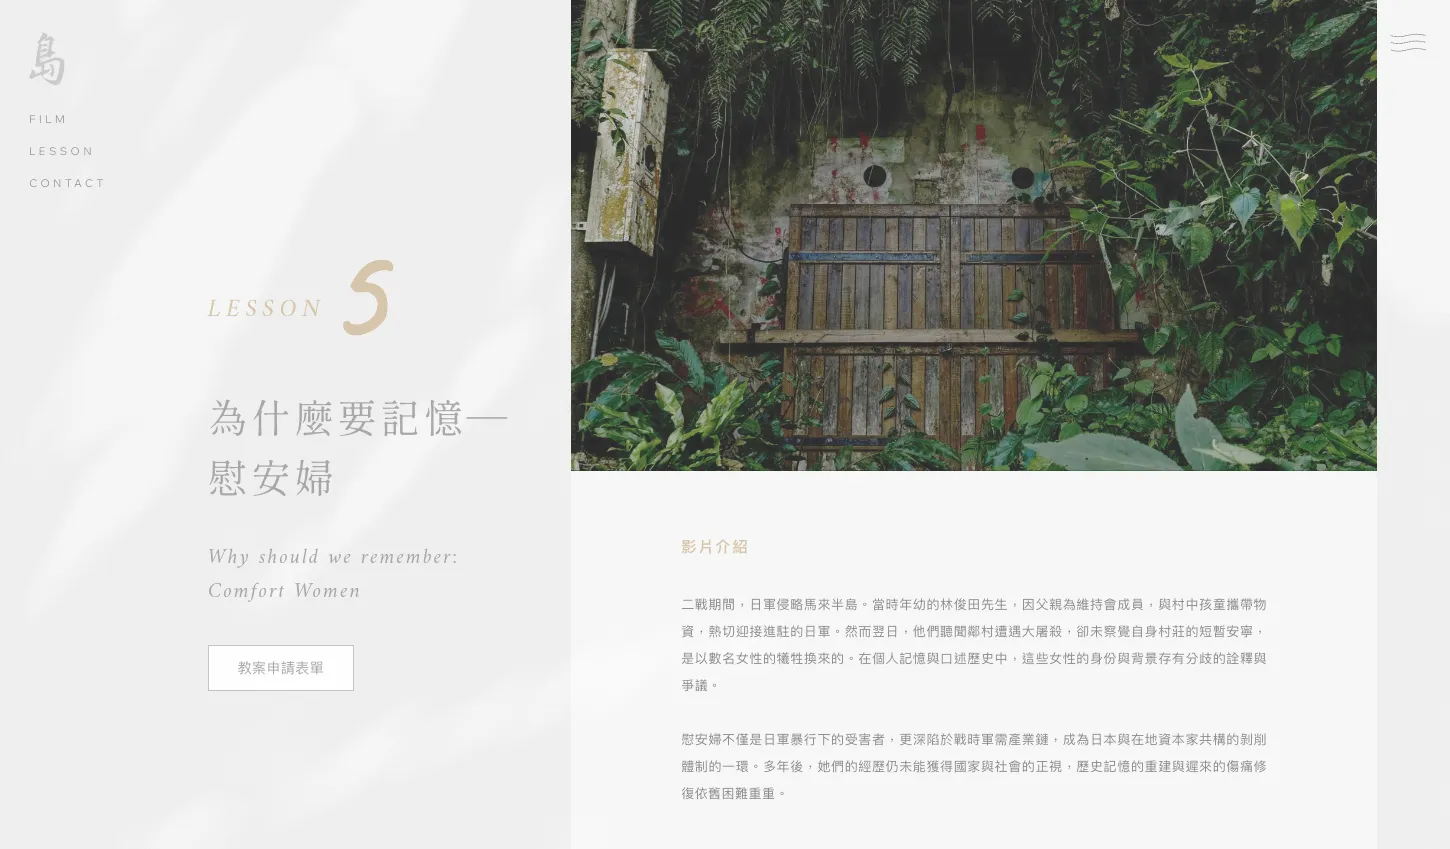 島
FILM
LESSON
CONTACT
LESSON 5
為什麼要記憶—
慰安婦
Why should we remember:
Comfort Women
教案申請表單
影片介紹
二戰期間，日軍侵略馬來半島。當時年幼的林俊田先生，因父親為維持會成員，與村中孩童攜帶物
資，熱切迎接進駐的日軍。然而翌日，他們聽聞鄰村遭遇大屠殺，卻未察覺自身村莊的短暫安寧，
是以數名女性的犧牲換來的。在個人記憶與口述歷史中，這些女性的身份與背景存有分歧的詮釋與
爭議。
慰安婦不僅是日軍暴行下的受害者，更深陷於戰時軍需產業鏈，成為日本與在地資本家共構的剝削
體制的一環。多年後，她們的經歷仍未能獲得國家與社會的正視，歷史記憶的重建與遲來的傷痛修
復依舊困難重重。